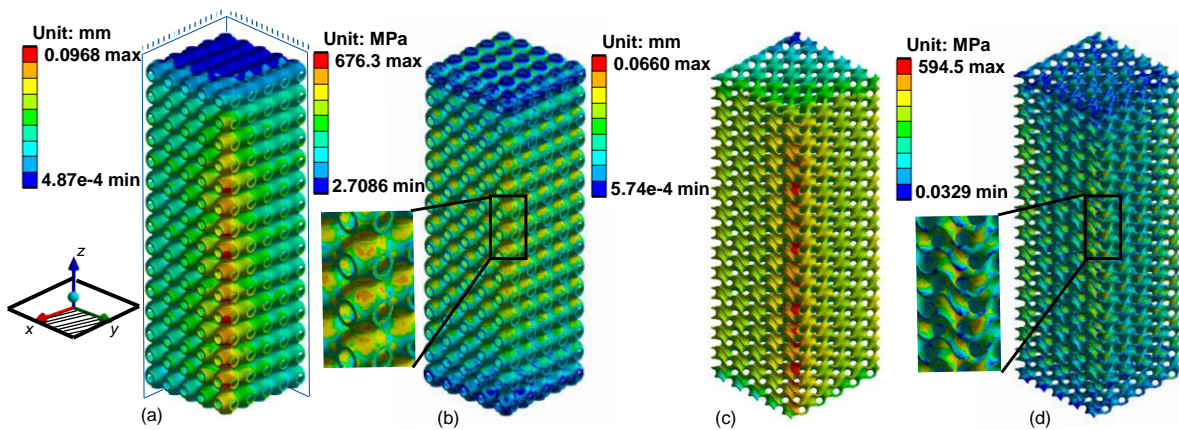 Unit: mm
0.0968 max
4.87e-4 min
z
x
y
(a)
Unit: MPa
676.3 max
2.7086 min
(b)
Unit: mm
0.0660 max
5.74e-4 min
(c)
Unit: MPa
594.5 max
0.0329 min
(d)